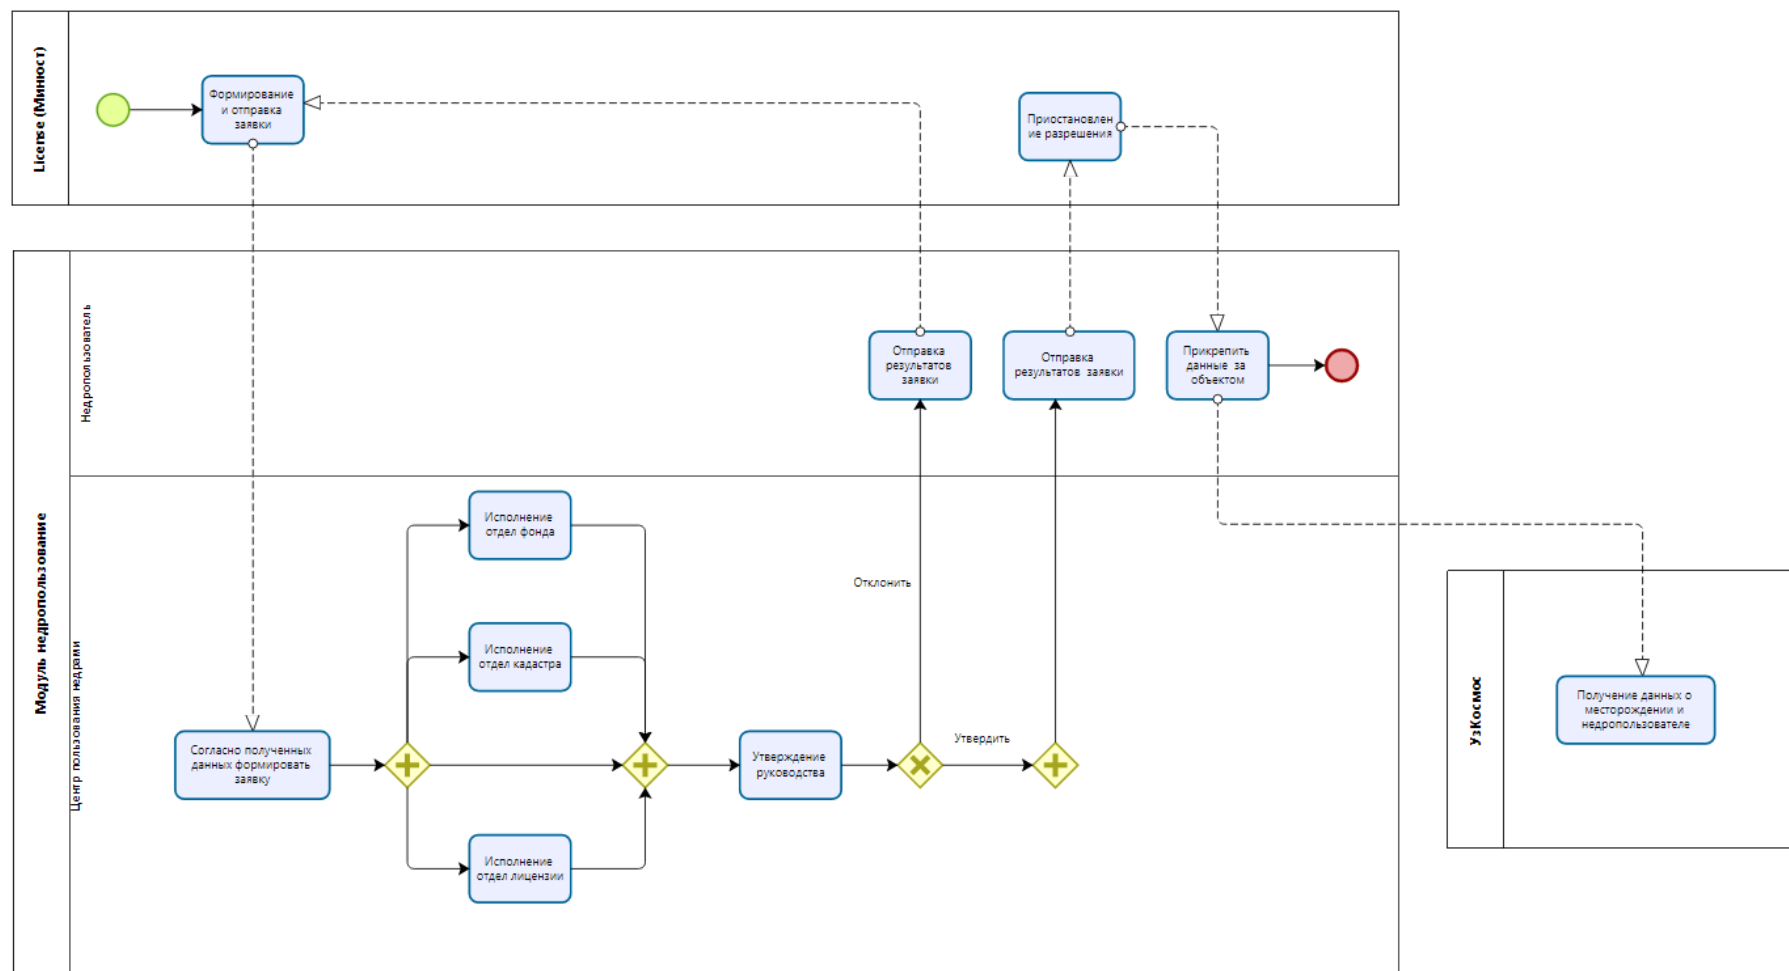 License (Минюст)
Формирование
и отправка
заявки
Приостановлен
ие разрешения
Модуль недропользование
Недропользователь
Отправка
результатов
заявки
Отправка
результатов заявки
Прикрепить
данные за
объектом
Центр пользования недрами
Исполнение
отдел фонда
Отклонить
Исполнение
отдел кадастра
Согласно полученных
данных формировать
заявку
Утверждение
руководства
Утвердить
Исполнение
отдел лицензии
УзКосмос
Получение данных о
месторождении и
недропользователе